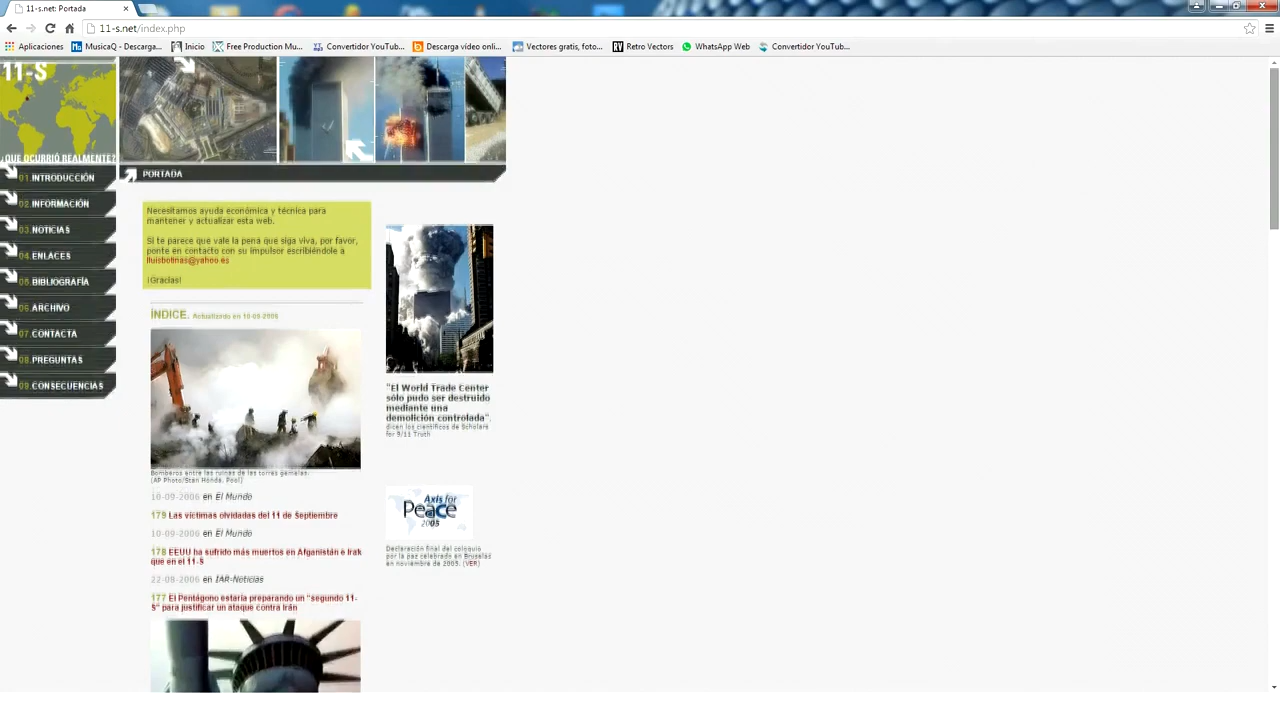 11-s.net: Portada
11-s.net/index.php
Aplicaciones
MusicaQ - Descarga...
Inicio
Free Production Mu...
Convertidor YouTub...
Descarga vídeo onli...
Vectores gratis, foto...
Retro Vectors
WhatsApp Web
Convertidor YouTub...
11-S
¿QUE OCURRIÓ REALMENTE?
01.INTRODUCCIÓN
02.INFORMACIÓN
03.NOTICIAS
04.ENLACES
05.BIBLIOGRAFÍA
06.ARCHIVO
07.CONTACTA
08.PREGUNTAS
09.CONSECUENCIAS
PORTADA
Necesitamos ayuda económica y técnica para
mantener y actualizar esta web.
Si te parece que vale la pena que siga viva, por favor,
ponte en contacto con su impulsor escribiéndole a
lluisbotinas@yahoo.es
¡Gracias!
ÍNDICE. Actualizado en 10-09-2006
Bomberos entre las ruinas de las torres gemelas.
(AP Photo/Stan Honda, Pool)
10-09-2006 en El Mundo
179 Las víctimas olvidadas del 11 de Septiembre
10-09-2006 en El Mundo
178 EEUU ha sufrido más muertos en Afganistán e Irak
que en el 11-S
22-09-2006 en IAR-Noticias
177 El Pentágono estaría preparando un "segundo 11-
S" para justificar un ataque contra Irán
"El World Trade Center
sólo pudo ser destruido
mediante una
demolición controlada",
dicen los científicos de Scholars
for 9/11 Truth
Axis for
Peace
2005
Declaración final del coloquio
por la paz celebrado en Bruselas
en noviembre de 2005. (VER)